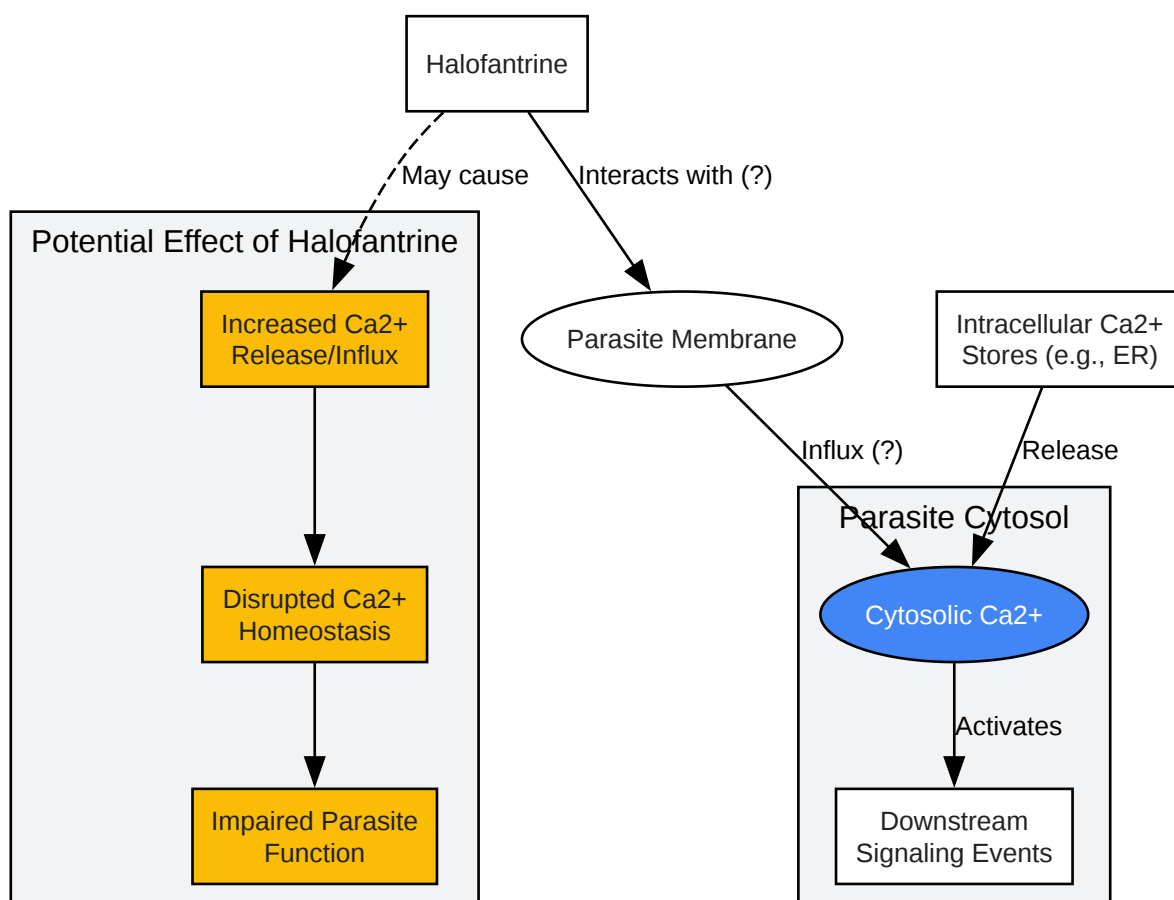 Halofantrine
May cause
Interacts with (?)
Potential Effect of Halofantrine
Increased Ca2+
Release/Influx
Parasite Membrane
Intracellular Ca2+
Stores (e.g., ER)
Influx (?)
Release
Parasite Cytosol
Disrupted Ca2+
Homeostasis
Cytosolic Ca2+
Activates
Impaired Parasite
Function
Downstream
Signaling Events